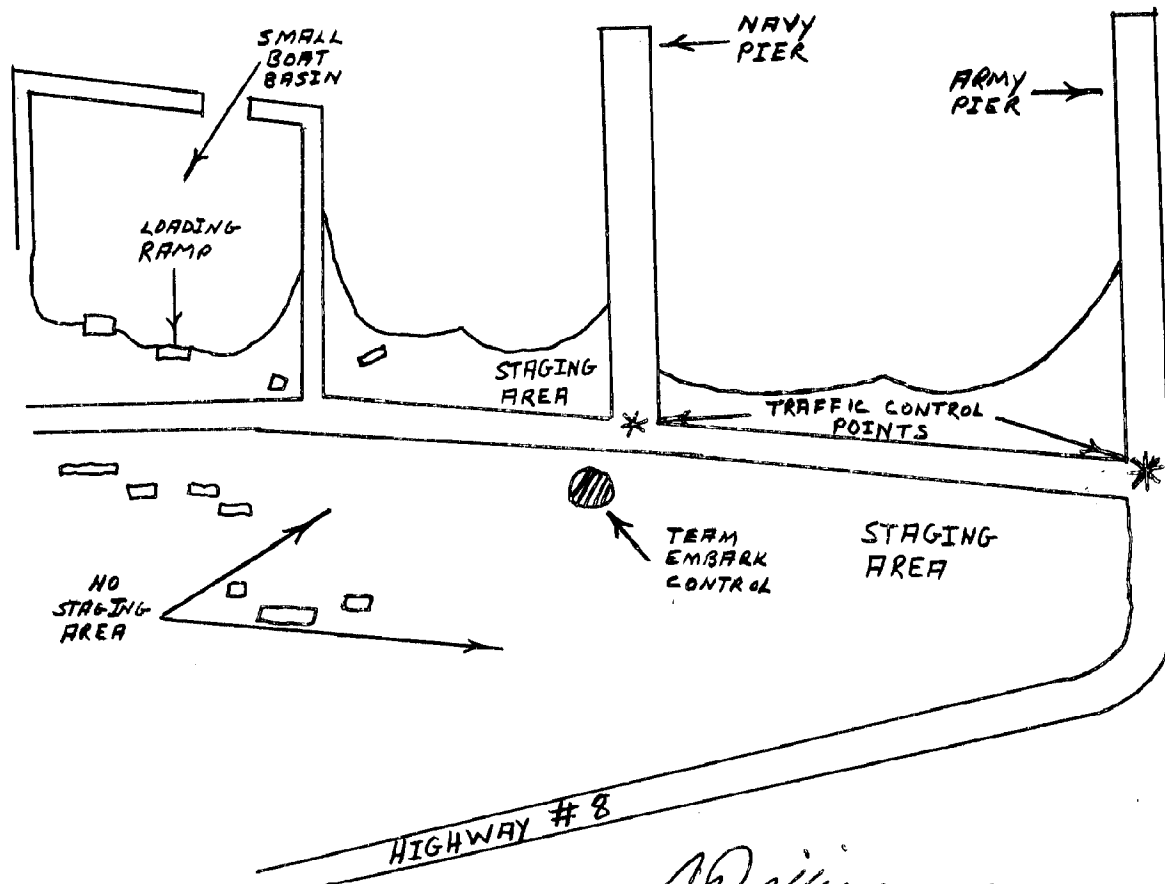 SMALL
BOAT
BASIN
NAVY
PIER
ARMY
PIER
LOADING
RAMP
STAGING
AREA
TRAFFIC CONTROL
POINTS
TEAM
EMBARK
CONTROL
STAGING
AREA
NO
STAGING
AREA
HIGHWAY # 8